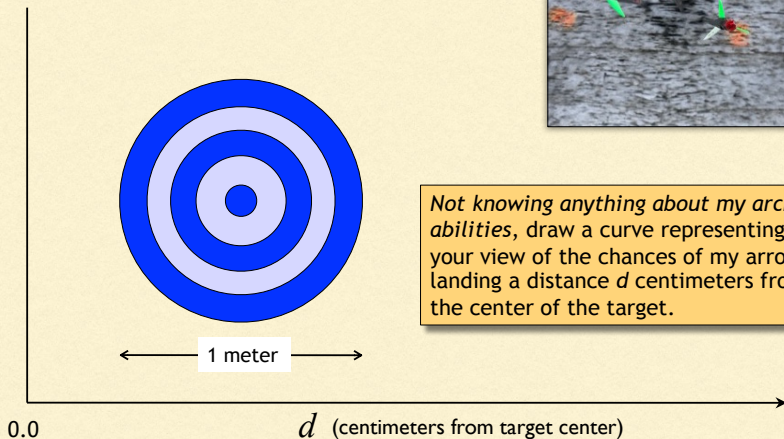 Not knowing anything about my
abilities, draw a curve representing
your view of the chances of my
landing a distance d centimeters
the center of the target.
1 meter
0.0
d (centimeters from target center)